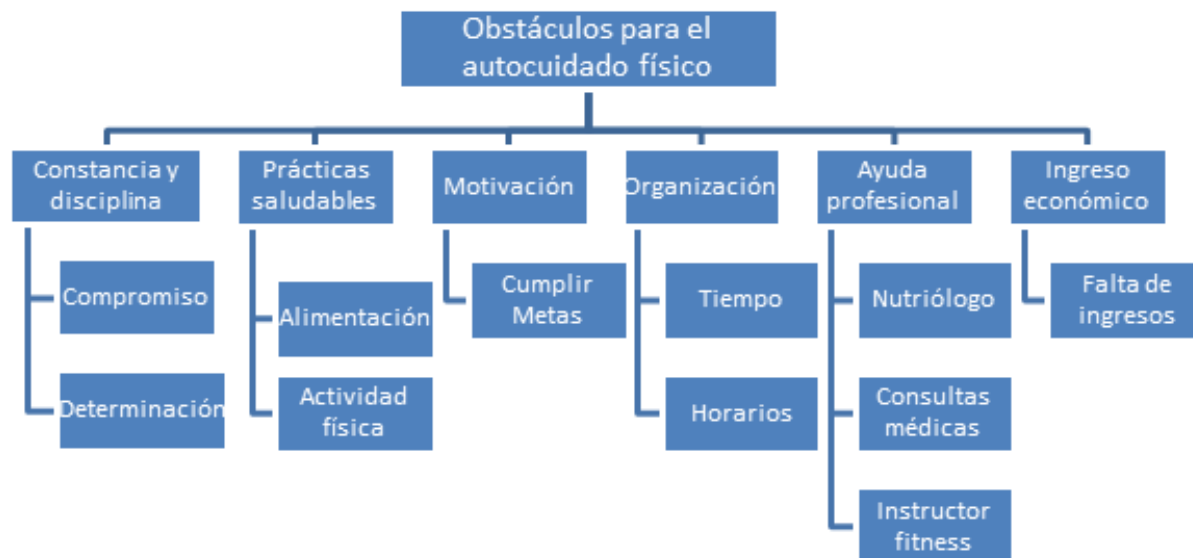 Obstáculos para el
autocuidado físico
Constancia y
disciplina
Compromiso
Determinación
Prácticas
saludables
Alimentación
Actividad
física
Motivación
Cumplir
Metas
Organización
Tiempo
Horarios
Ayuda
profesional
Nutriólogo
Consultas
médicas
Instructor
fitness
Ingreso
económico
Falta de
ingresos